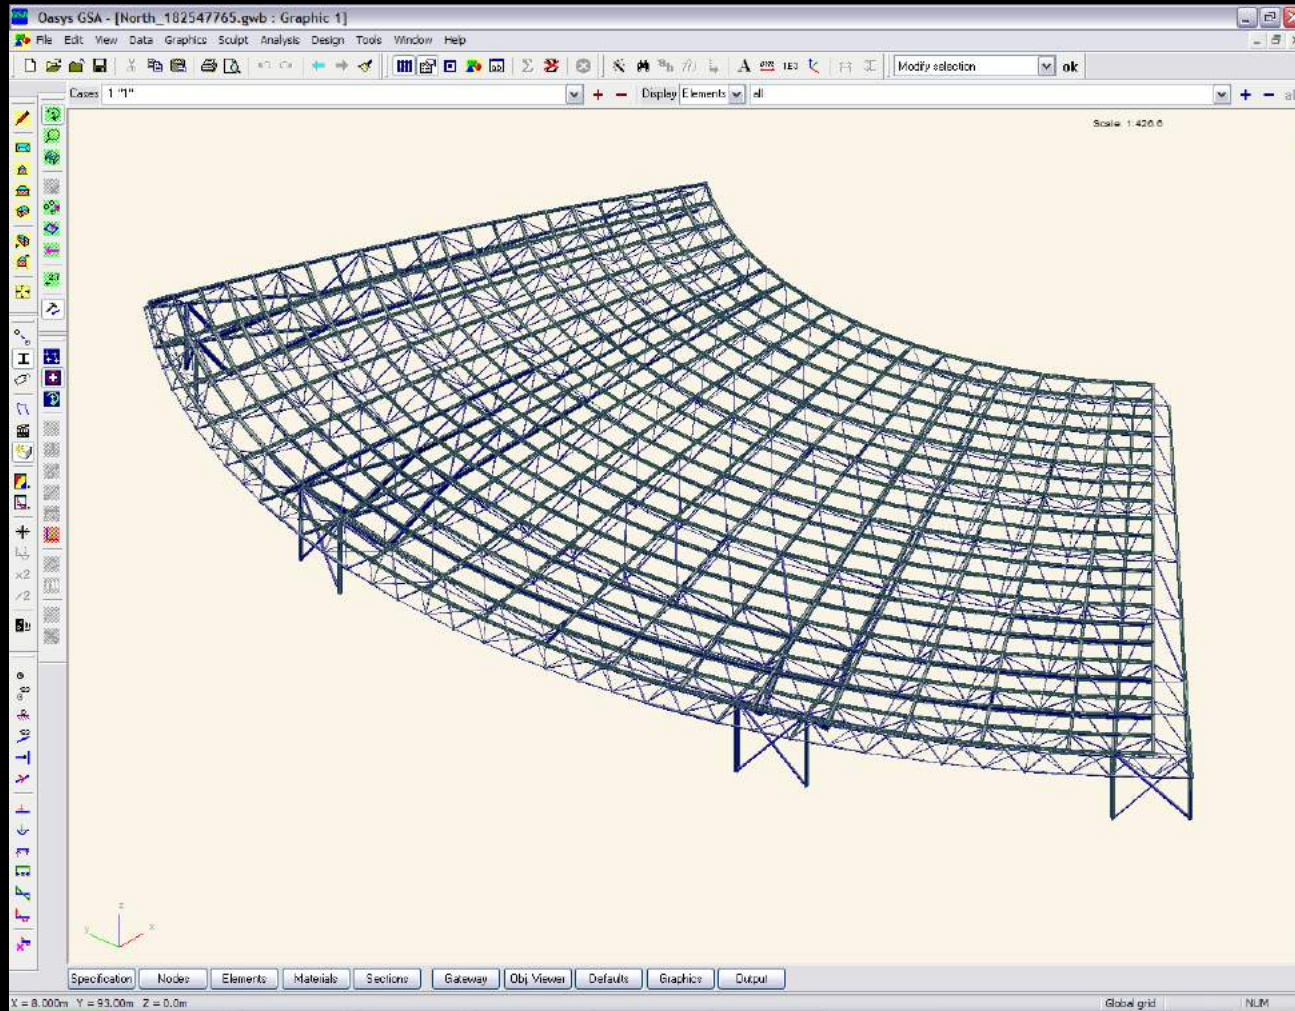 Oasys GSA - [North_182547765.gwb : Graphic 1]
File Edit View Data Graphics Sculpt Analysis Design Tools Window Help
Modify selection ok
Cases 1 "1" Display Elements all
Scale: 1:426.6
z
y x
x2
/2
Specification Nodes Elements Materials Sections Gateway Obj. Viewer Defaults Graphics Output
X = 8.000m Y = 93.00m Z = 0.0m Global grid NUM